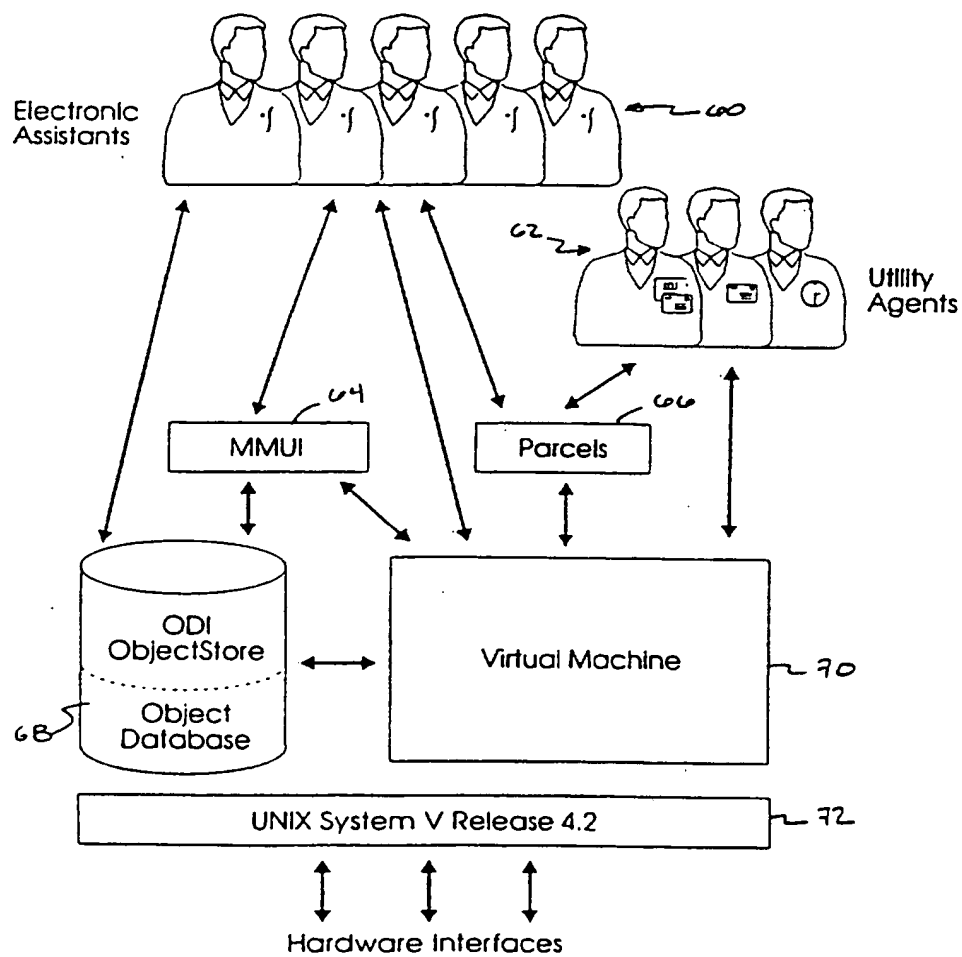 Electronic
Assistants
60
62
Utility
Agents
64
MMUI
66
Parcels
ODI
ObjectStore
Object
Database
68
Virtual Machine
70
UNIX System V Release 4.2
72
Hardware Interfaces